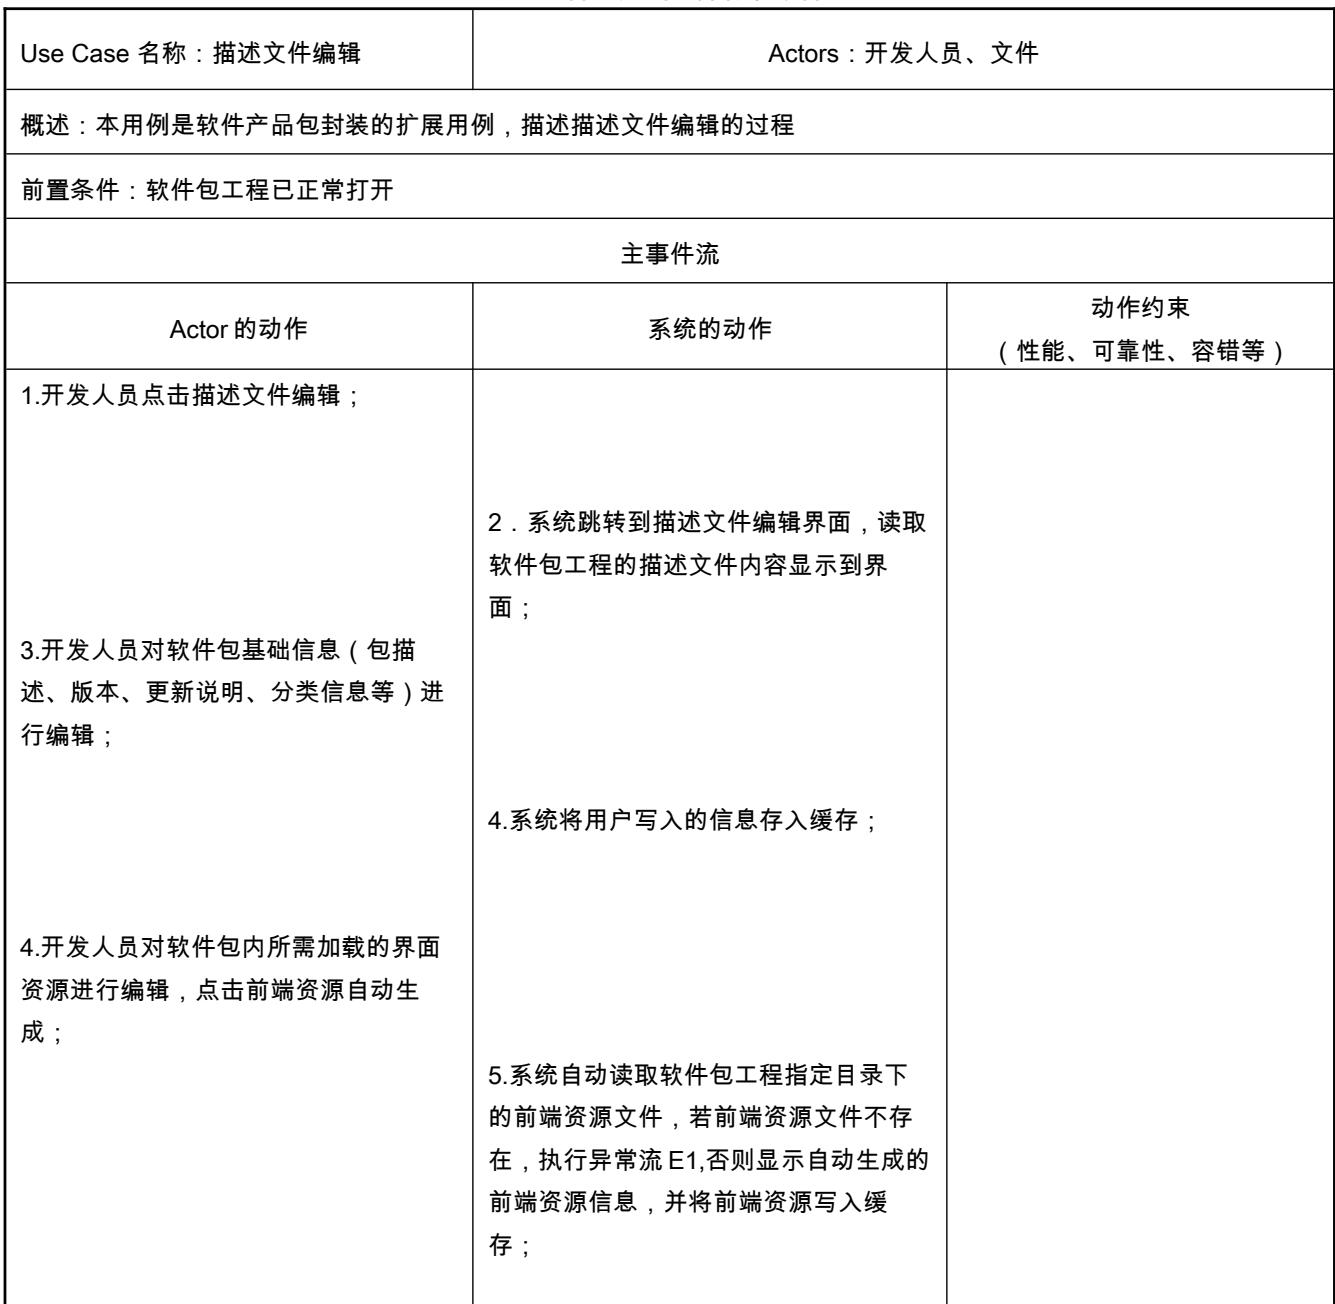 Use Case 名称：描述文件编辑
Actors：开发人员、文件
概述：本用例是软件产品包封装的扩展用例，描述描述文件编辑的过程
前置条件：软件包工程已正常打开
主事件流
Actor 的动作
系统的动作
动作约束
（性能、可靠性、容错等）
1.开发人员点击描述文件编辑；
2．系统跳转到描述文件编辑界面，读取
软件包工程的描述文件内容显示到界
面；
3.开发人员对软件包基础信息（包描
述、版本、更新说明、分类信息等）进
行编辑；
4.系统将用户写入的信息存入缓存；
4.开发人员对软件包内所需加载的界面
资源进行编辑，点击前端资源自动生
成；
5.系统自动读取软件包工程指定目录下
的前端资源文件，若前端资源文件不存
在，执行异常流 E1,否则显示自动生成的
前端资源信息，并将前端资源写入缓
存；